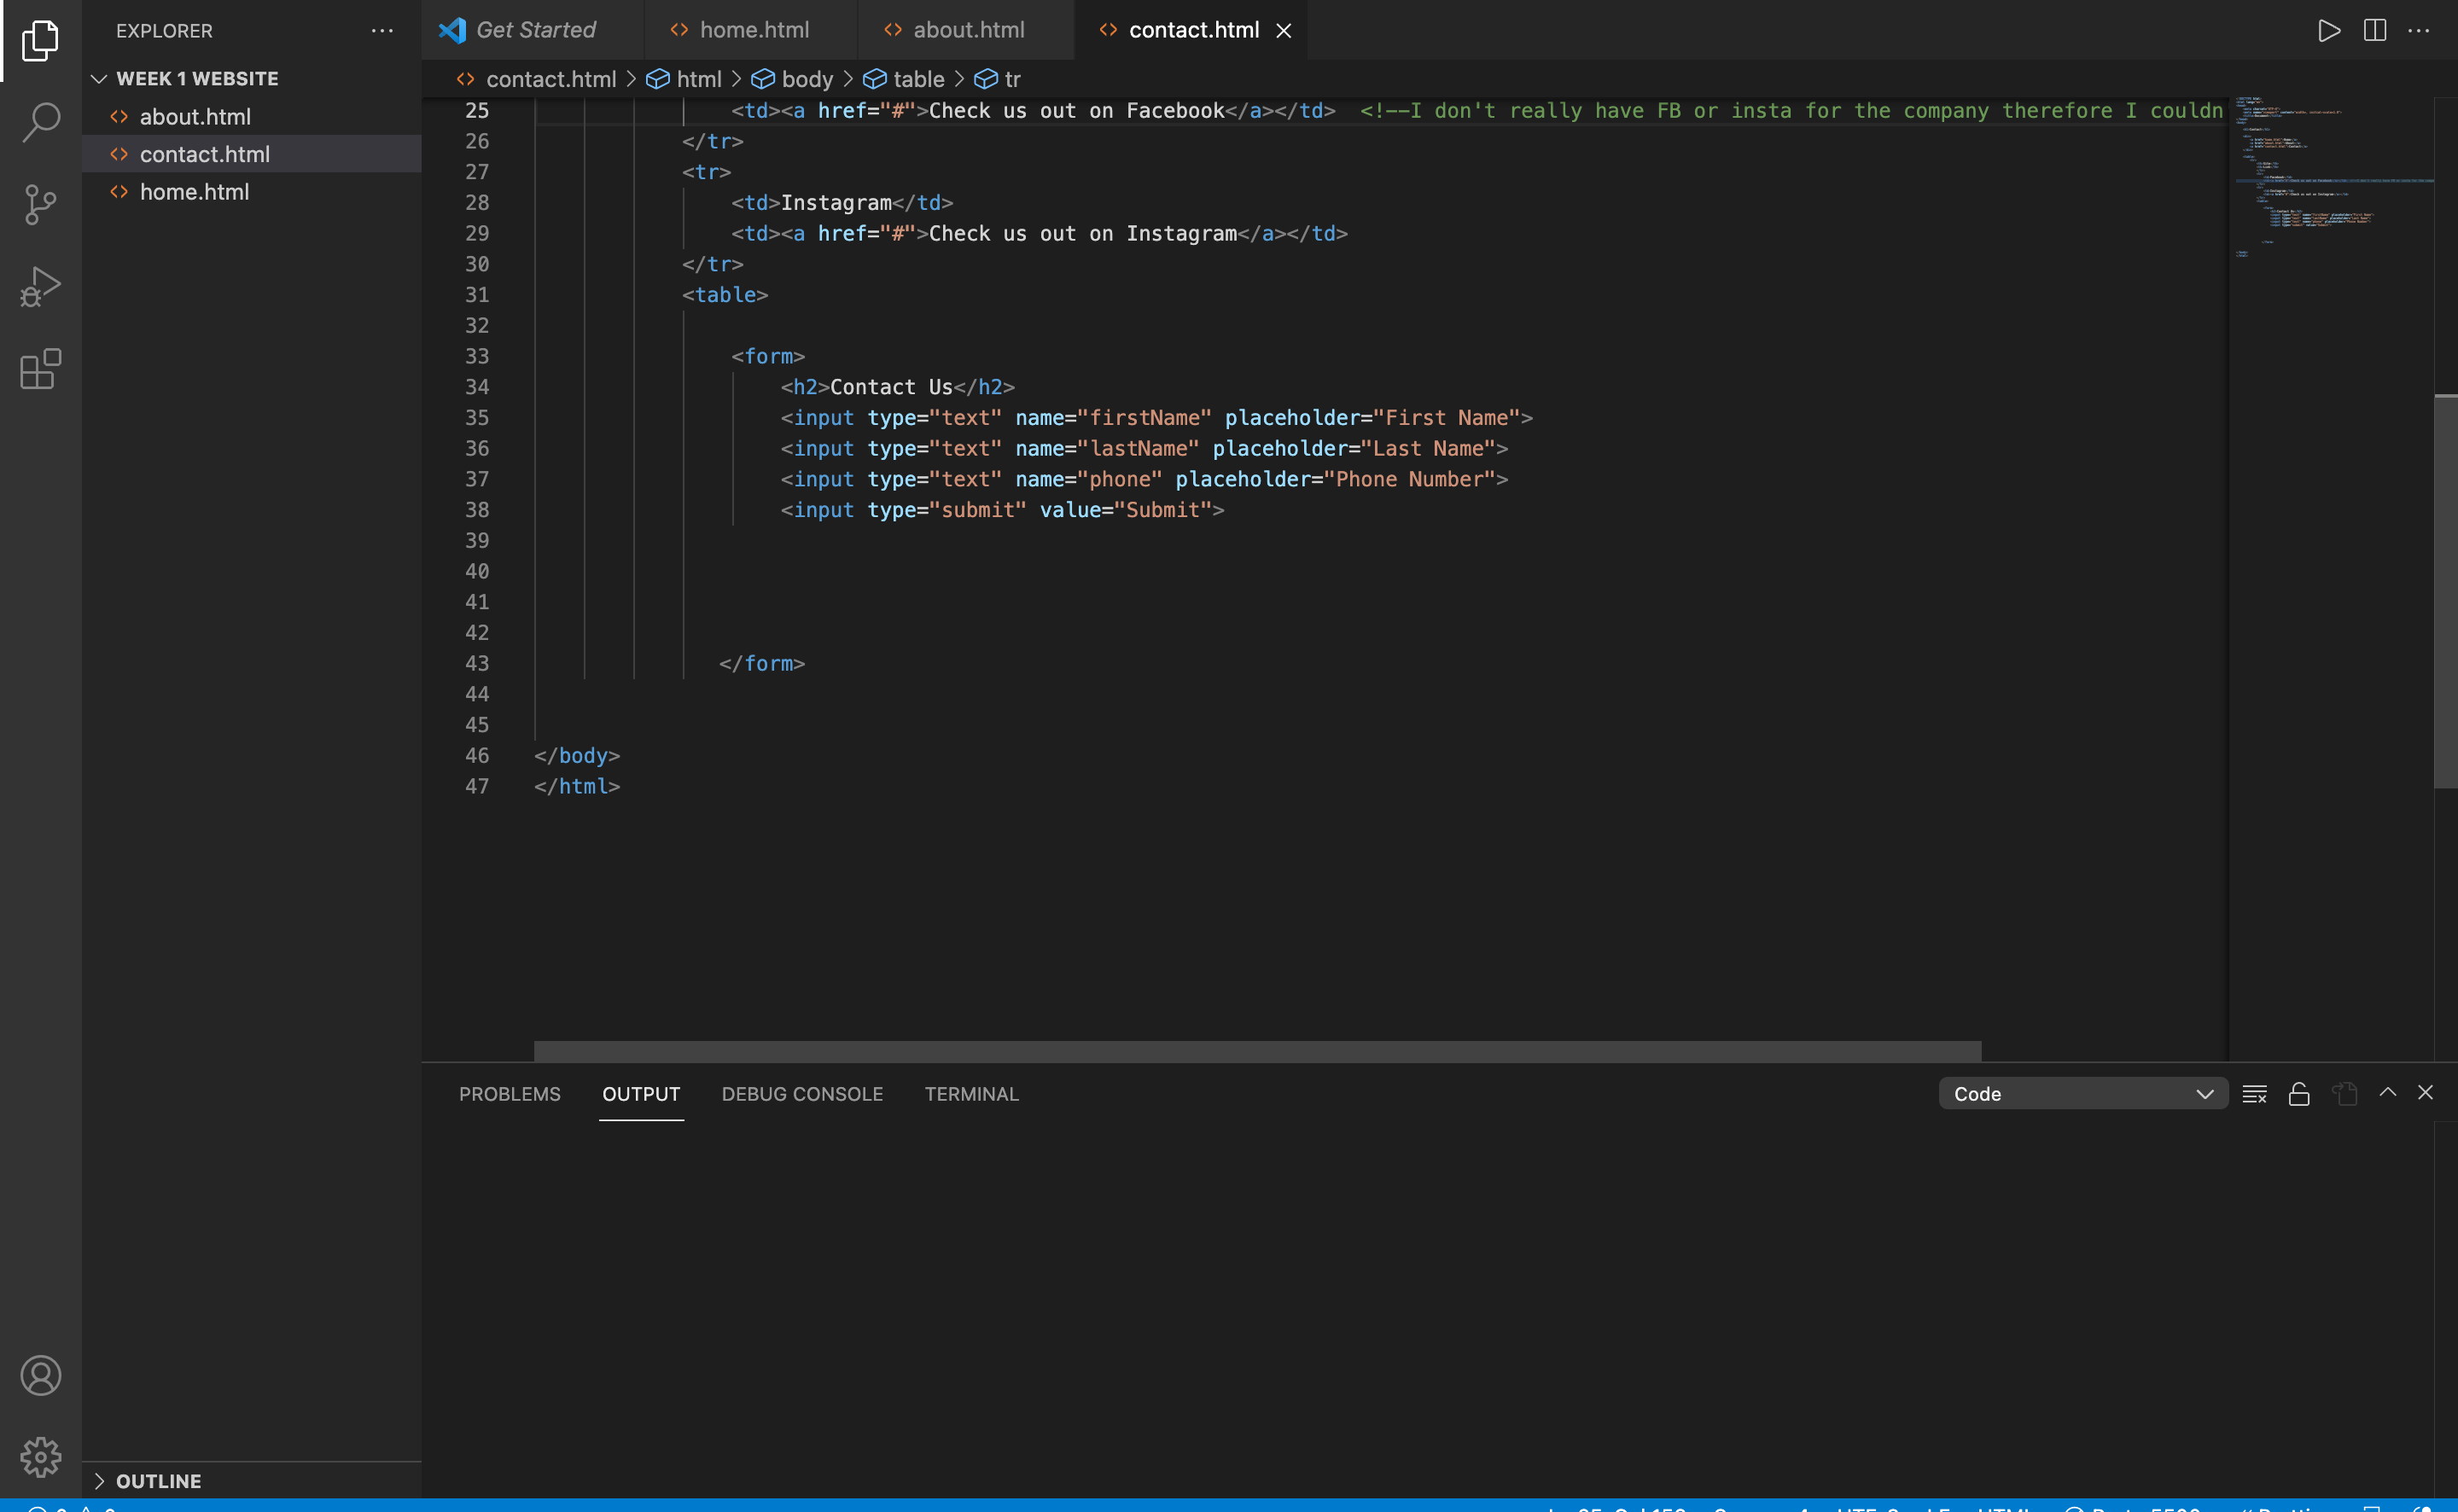 EXPLORER
WEEK 1 WEBSITE
about.html
contact.html
home.html
OUTLINE
Get Started
home.html
about.html
contact.html
contact.html > html > body > table > tr
25 <td><a href="#">Check us out on Facebook</a></td> <!--I don't really have FB or insta for the company therefore I couldn
26 </tr>
27 <tr>
28 <td>Instagram</td>
29 <td><a href="#">Check us out on Instagram</a></td>
30 </tr>
31 <table>
32
33 <form>
34 <h2>Contact Us</h2>
35 <input type="text" name="firstName" placeholder="First Name">
36 <input type="text" name="lastName" placeholder="Last Name">
37 <input type="text" name="phone" placeholder="Phone Number">
38 <input type="submit" value="Submit">
39
40
41
42
43 </form>
44
45
46 </body>
47 </html>
PROBLEMS OUTPUT DEBUG CONSOLE TERMINAL
Code